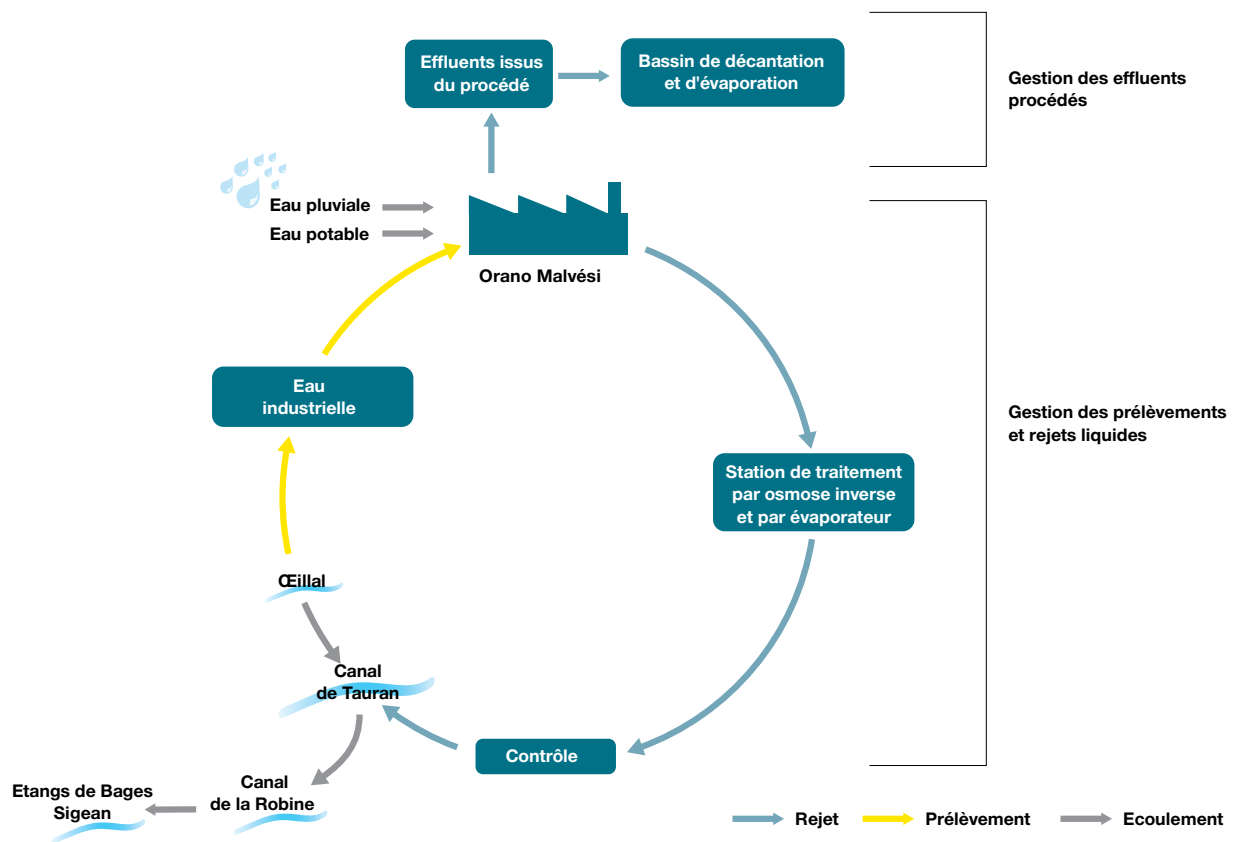 Effluents issus
du procédé
Bassin de décantation
et d'évaporation
Gestion des effluents
procédés
Eau pluviale
Eau potable
Orano Malvési
Eau
industrielle
Gestion des prélèvements
et rejets liquides
Station de traitement
par osmose inverse
et par évaporateur
Œillal
Canal
de Tauran
Contrôle
Canal
de la Robine
Etangs de Bages
Sigean
Rejet
Prélèvement
Ecoulement